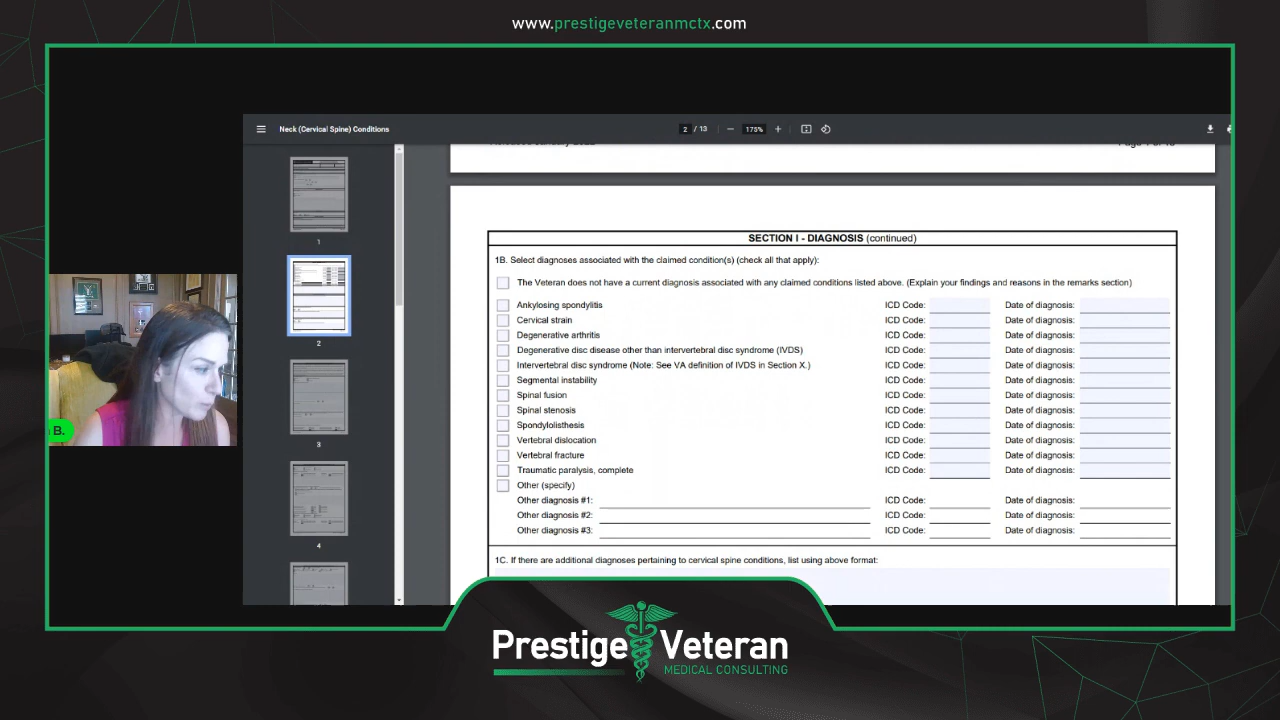 www.prestigeveteranmctx.com
Neck (Cervical Spine) Conditions
2 / 13
175%
1
2
3
4
SECTION I - DIAGNOSIS (continued)
1B. Select diagnoses associated with the claimed condition(s) (check all that apply):
The Veteran does not have a current diagnosis associated with any claimed conditions listed above. (Explain your findings and reasons in the remarks section)
Ankylosing spondylitis ICD Code: Date of diagnosis:
Cervical strain ICD Code: Date of diagnosis:
Degenerative arthritis ICD Code: Date of diagnosis:
Degenerative disc disease other than intervertebral disc syndrome (IVDS) ICD Code: Date of diagnosis:
Intervertebral disc syndrome (Note: See VA definition of IVDS in Section X.) ICD Code: Date of diagnosis:
Segmental instability ICD Code: Date of diagnosis:
Spinal fusion ICD Code: Date of diagnosis:
Spinal stenosis ICD Code: Date of diagnosis:
Spondylolisthesis ICD Code: Date of diagnosis:
Vertebral dislocation ICD Code: Date of diagnosis:
Vertebral fracture ICD Code: Date of diagnosis:
Traumatic paralysis, complete ICD Code: Date of diagnosis:
Other (specify)
Other diagnosis #1: ICD Code: Date of diagnosis:
Other diagnosis #2: ICD Code: Date of diagnosis:
Other diagnosis #3: ICD Code: Date of diagnosis:
1C. If there are additional diagnoses pertaining to cervical spine conditions, list using above format:
B.
Prestige Veteran
MEDICAL CONSULTING